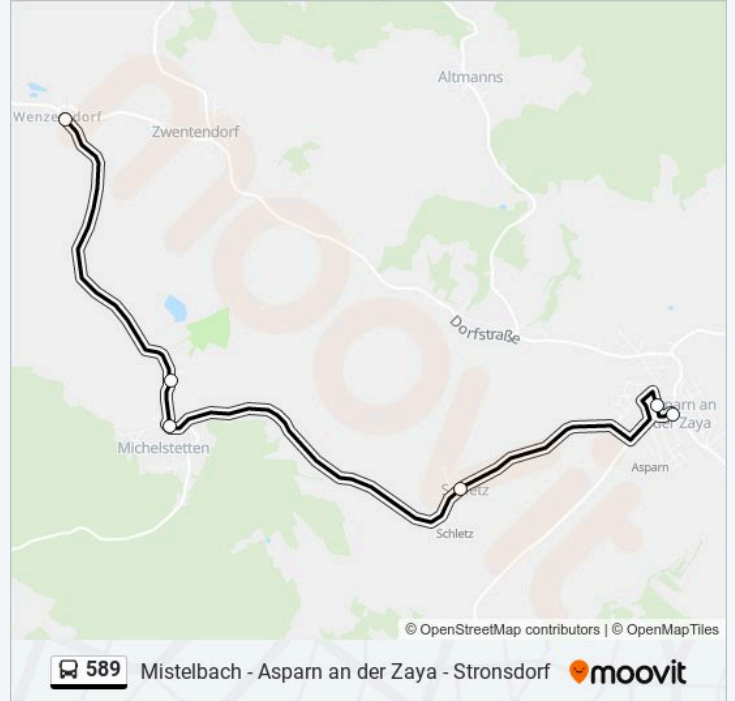 Altmanns
Wenzersdorf
Zwentendorf
Dorfstraße
Asparn an
der Zaya
Michelstetten
Asparn
Schletz
Schletz
moovit
© OpenStreetMap contributors | © OpenMapTiles
589 Mistelbach - Asparn an der Zaya - Stronsdorf moovit